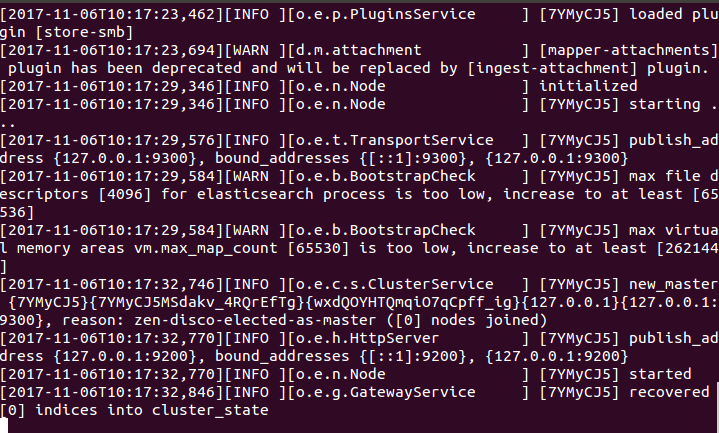 [2017-11-06T10:17:23,462][INFO ][o.e.p.PluginsService     ] [7YMyCJ5] loaded plu
gin [store-smb]
[2017-11-06T10:17:23,694][WARN ][d.m.attachment           ] [mapper-attachments]
 plugin has been deprecated and will be replaced by [ingest-attachment] plugin.
[2017-11-06T10:17:29,346][INFO ][o.e.n.Node               ] initialized
[2017-11-06T10:17:29,346][INFO ][o.e.n.Node               ] [7YMyCJ5] starting .
..
[2017-11-06T10:17:29,576][INFO ][o.e.t.TransportService   ] [7YMyCJ5] publish_ad
dress {127.0.0.1:9300}, bound_addresses {[::1]:9300}, {127.0.0.1:9300}
[2017-11-06T10:17:29,584][WARN ][o.e.b.BootstrapCheck     ] [7YMyCJ5] max file d
escriptors [4096] for elasticsearch process is too low, increase to at least [65
536]
[2017-11-06T10:17:29,584][WARN ][o.e.b.BootstrapCheck     ] [7YMyCJ5] max virtua
l memory areas vm.max_map_count [65530] is too low, increase to at least [262144
]
[2017-11-06T10:17:32,746][INFO ][o.e.c.s.ClusterService   ] [7YMyCJ5] new_master
 {7YMyCJ5}{7YMyCJ5MSdakv_4RQrEfTg}{wxdQOYHTQmqiO7qCpff_ig}{127.0.0.1}{127.0.0.1:
9300}, reason: zen-disco-elected-as-master ([0] nodes joined)
[2017-11-06T10:17:32,770][INFO ][o.e.h.HttpServer         ] [7YMyCJ5] publish_ad
dress {127.0.0.1:9200}, bound_addresses {[::1]:9200}, {127.0.0.1:9200}
[2017-11-06T10:17:32,770][INFO ][o.e.n.Node               ] [7YMyCJ5] started
[2017-11-06T10:17:32,846][INFO ][o.e.g.GatewayService     ] [7YMyCJ5] recovered
[0] indices into cluster_state